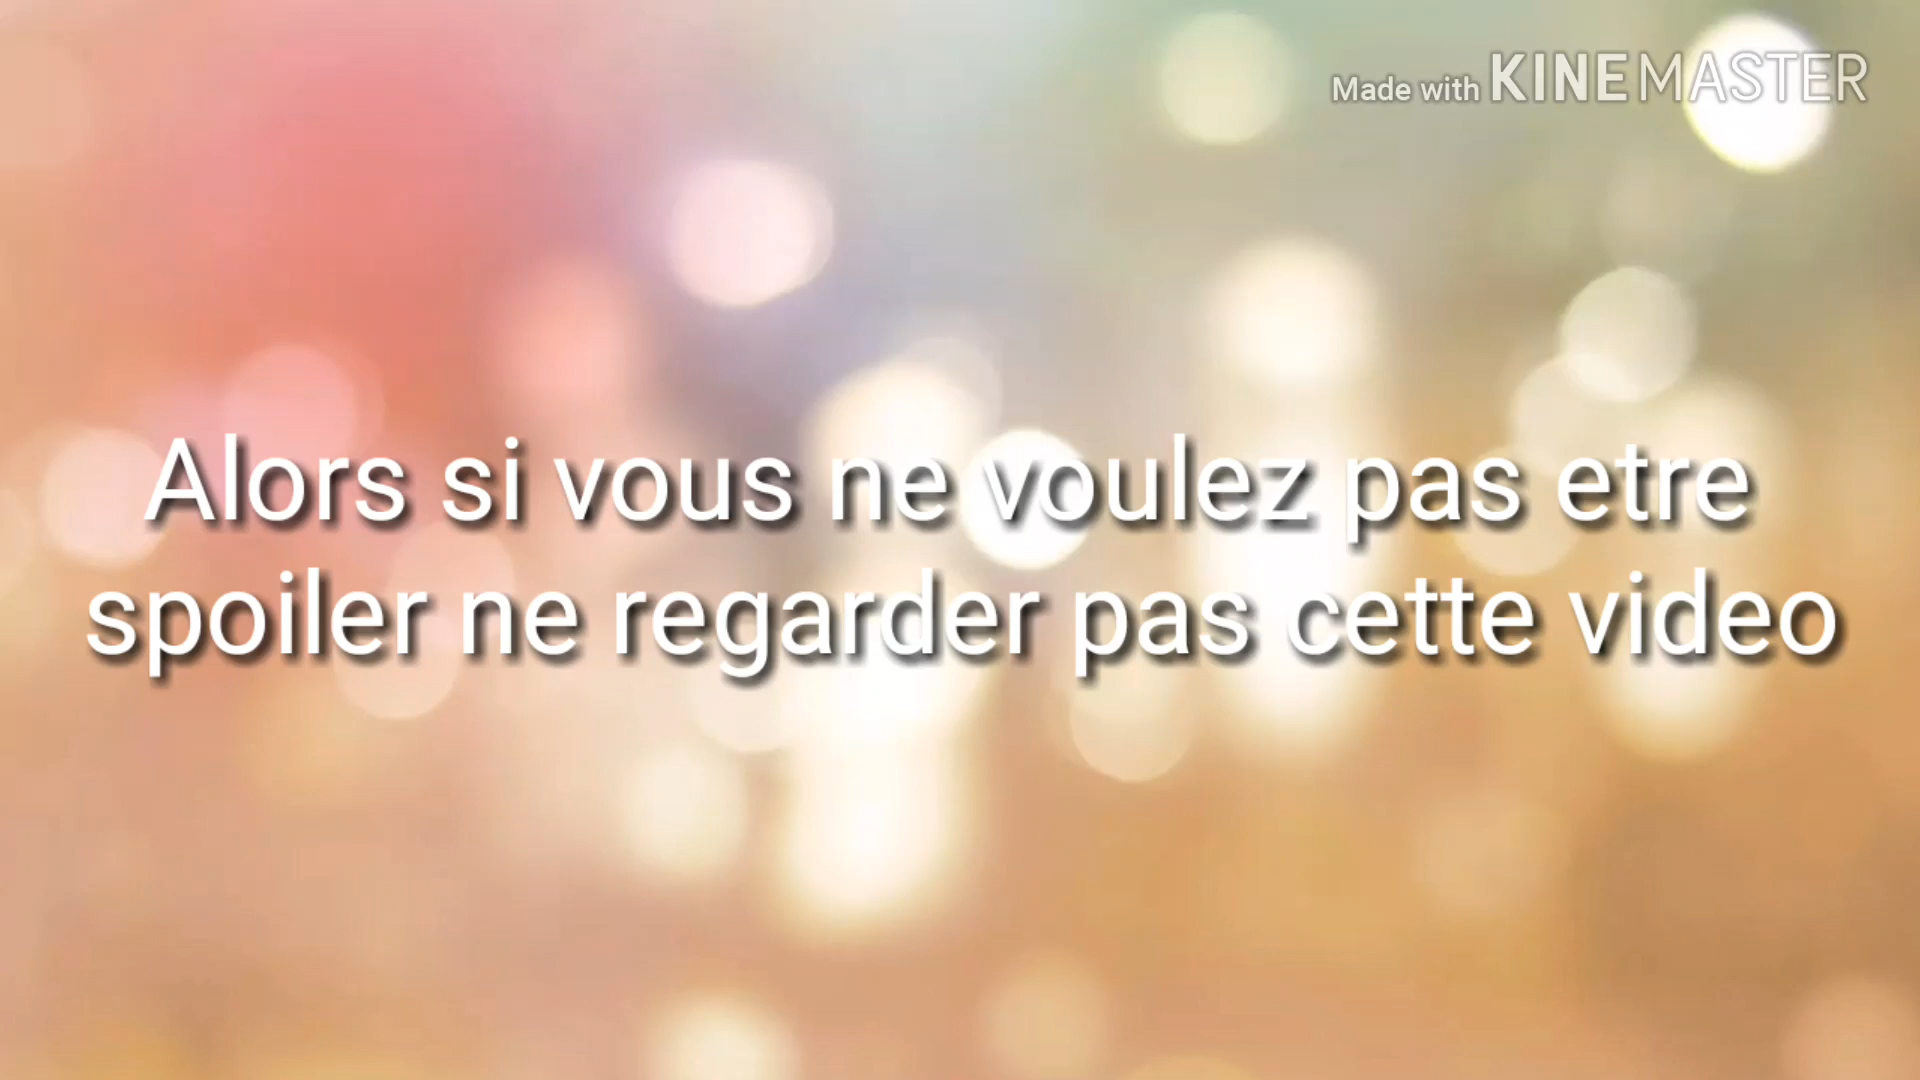 Made with KINEMASTER
Alors si vous ne voulez pas etre
spoiler ne regarder pas cette video